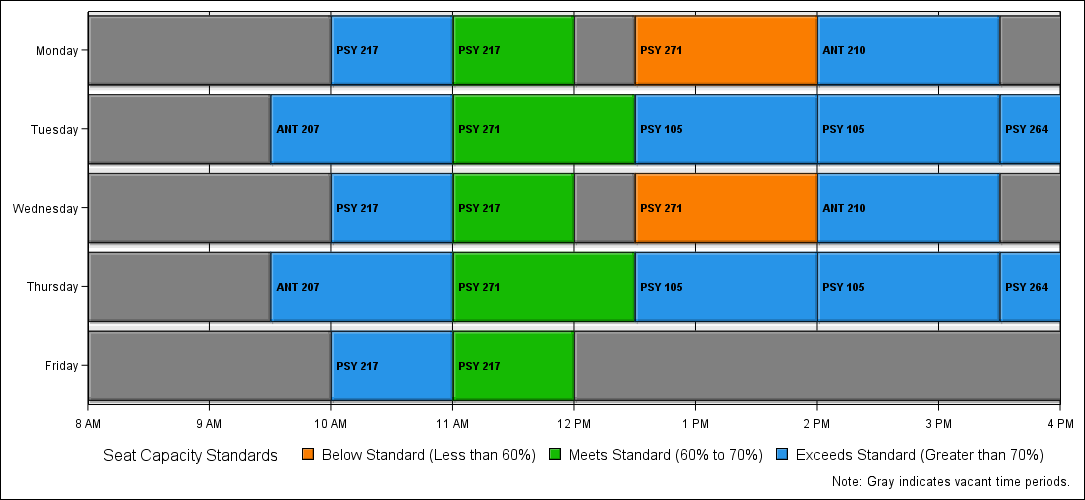 Monday PSY 217 PSY 217 PSY 271 ANT 210
Tuesday ANT 207 PSY 271 PSY 105 PSY 105 PSY 264
Wednesday PSY 217 PSY 217 PSY 271 ANT 210
Thursday ANT 207 PSY 271 PSY 105 PSY 105 PSY 264
Friday PSY 217 PSY 217
8 AM 9 AM 10 AM 11 AM 12 PM 1 PM 2 PM 3 PM 4 PM
Seat Capacity Standards Below Standard (Less than 60%) Meets Standard (60% to 70%) Exceeds Standard (Greater than 70%)
Note: Gray indicates vacant time periods.